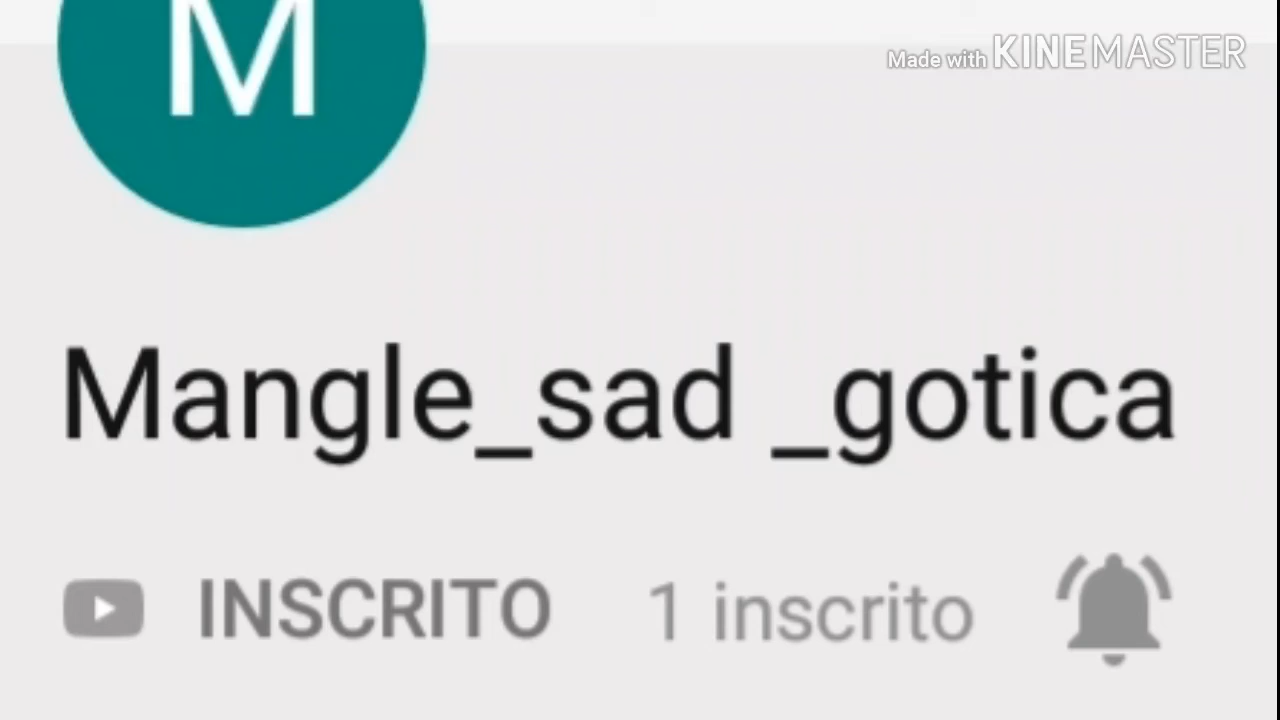 M
Made with KINEMASTER
Mangle_sad _gotica
INSCRITO 1 inscrito